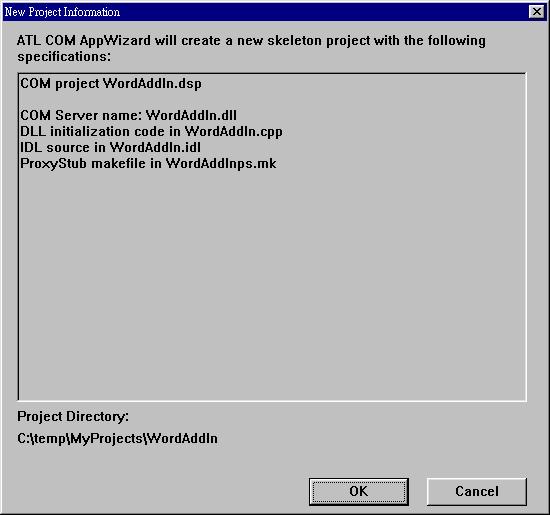 New Project Information
ATL COM AppWizard will create a new skeleton project with the following
specifications:
COM project WordAddIn.dsp
COM Server name: WordAddIn.dll
DLL initialization code in WordAddIn.cpp
IDL source in WordAddIn.idl
ProxyStub makefile in WordAddInps.mk
Project Directory:
C:\temp\MyProjects\WordAddIn
OK Cancel